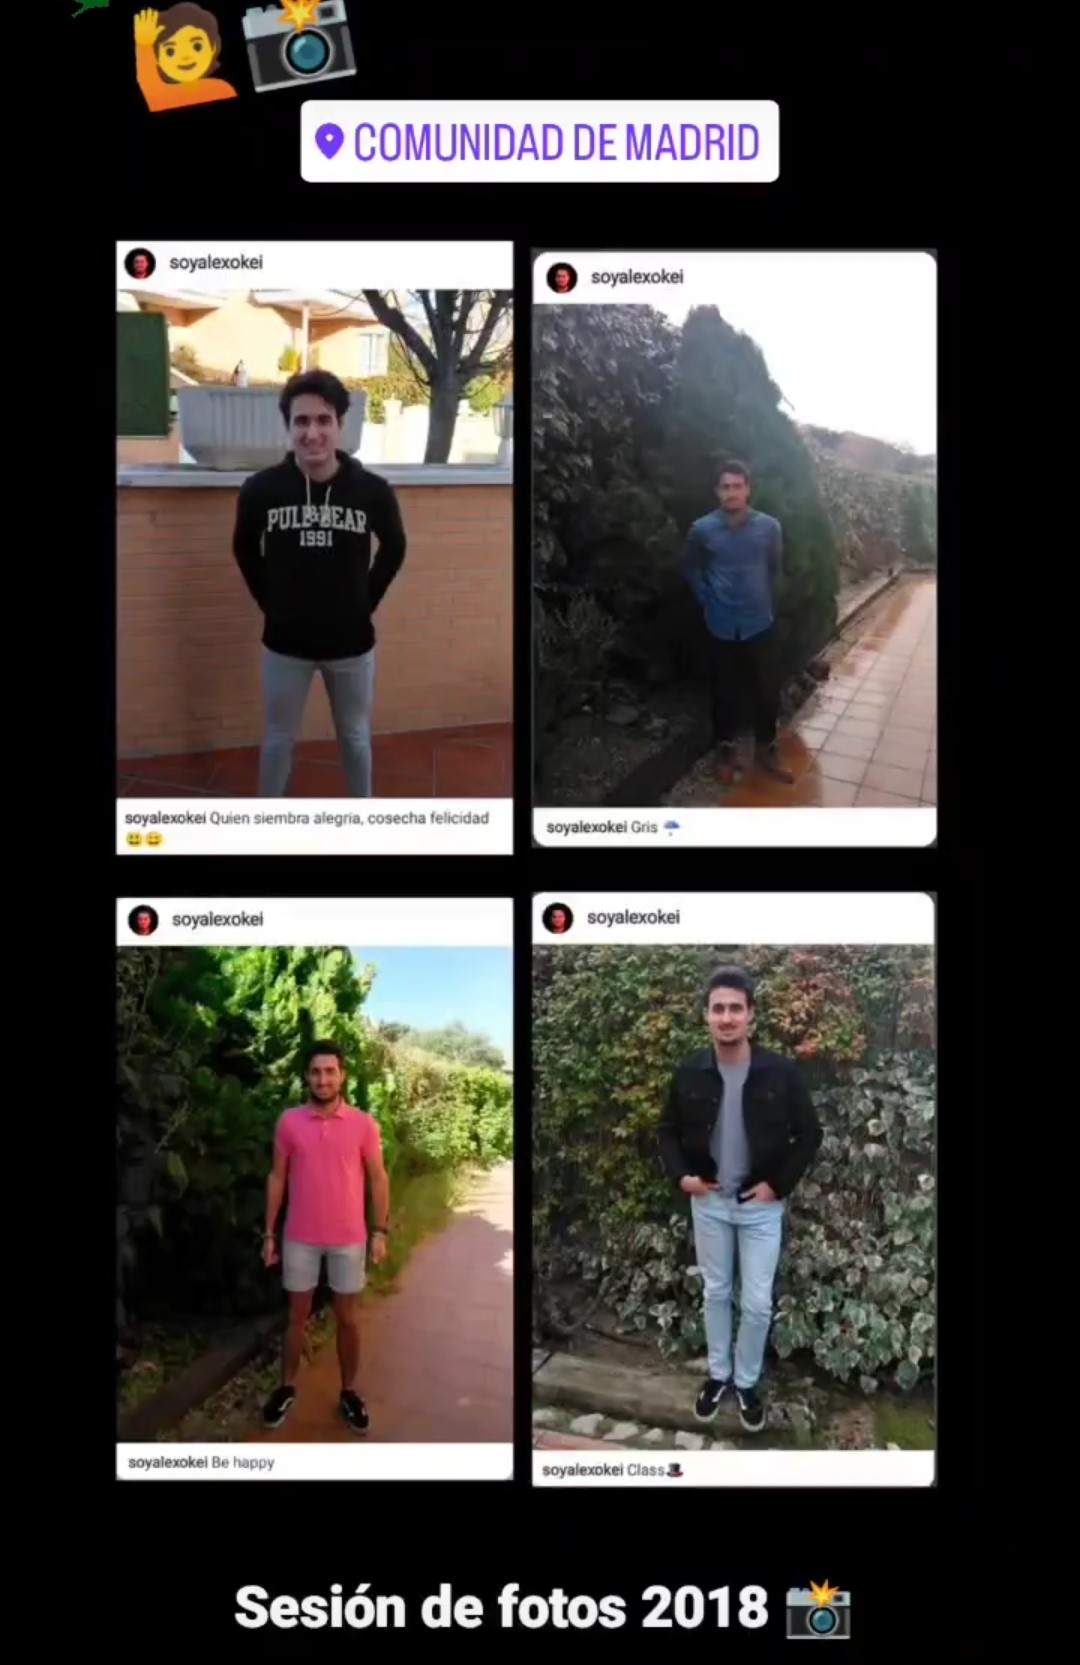 COMUNIDAD DE MADRID
soyalexokei
PULL&BEAR
1991
soyalexokei Quien siembra alegria, cosecha felicidad
😃😄
soyalexokei
soyalexokei Gris ☔
soyalexokei
soyalexokei Be happy
soyalexokei
soyalexokei Class🎩
Sesión de fotos 2018 📸